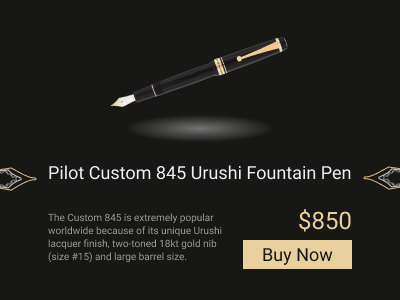 Pilot Custom 845 Urushi Fountain Pen
The Custom 845 is extremely popular
worldwide because of its unique Urushi
lacquer finish, two-toned 18kt gold nib
(size #15) and large barrel size.
$850
Buy Now